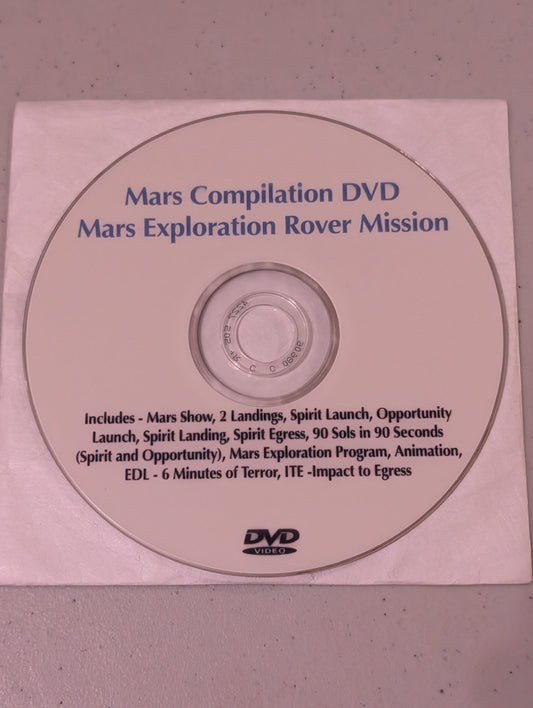 Mars Compilation DVD
Mars Exploration Rover Mission
Includes - Mars Show, 2 Landings, Spirit Launch, Opportunity
Launch, Spirit Landing, Spirit Egress, 90 Sols in 90 Seconds
(Spirit and Opportunity), Mars Exploration Program, Animation,
EDL - 6 Minutes of Terror, ITE -Impact to Egress
DVD
VIDEO